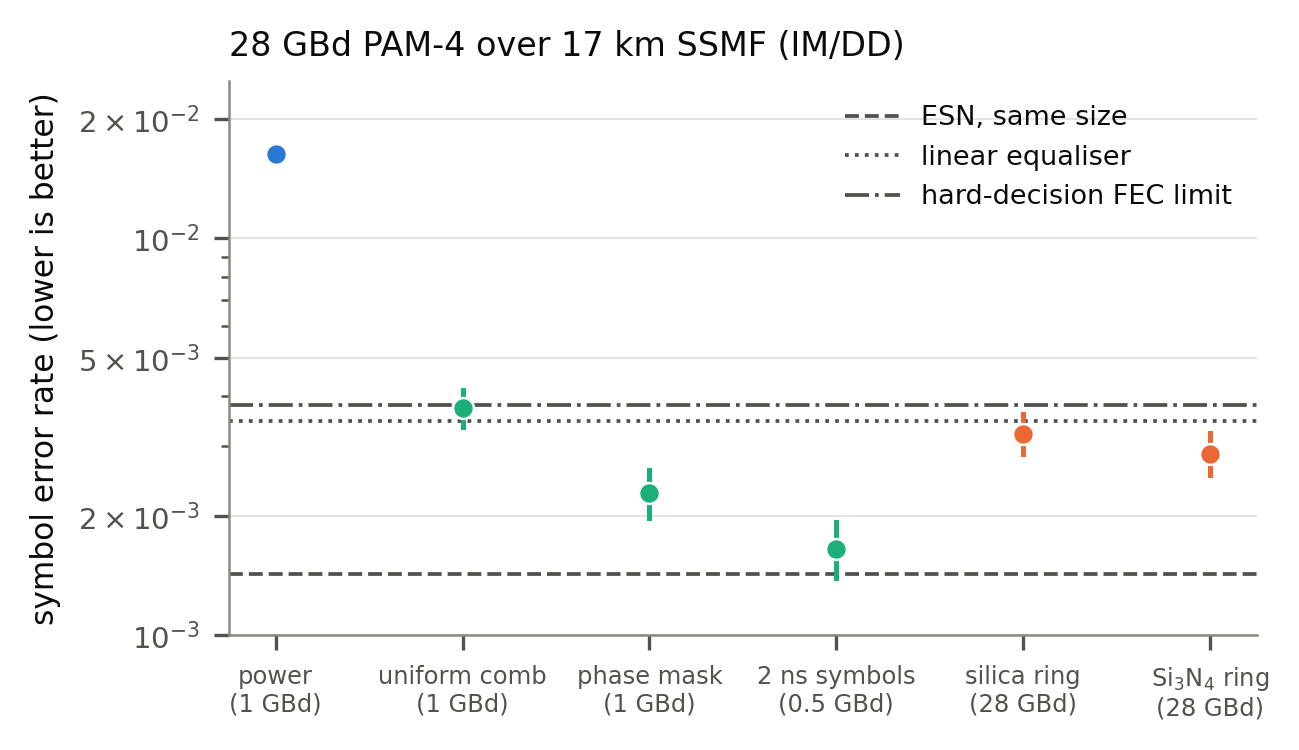 28 GBd PAM-4 over 17 km SSMF (IM/DD)
symbol error rate (lower is better)
2 × 10⁻²
10⁻²
5 × 10⁻³
2 × 10⁻³
10⁻³
ESN, same size
linear equaliser
hard-decision FEC limit
power
(1 GBd)
uniform comb
(1 GBd)
phase mask
(1 GBd)
2 ns symbols
(0.5 GBd)
silica ring
(28 GBd)
Si₃N₄ ring
(28 GBd)